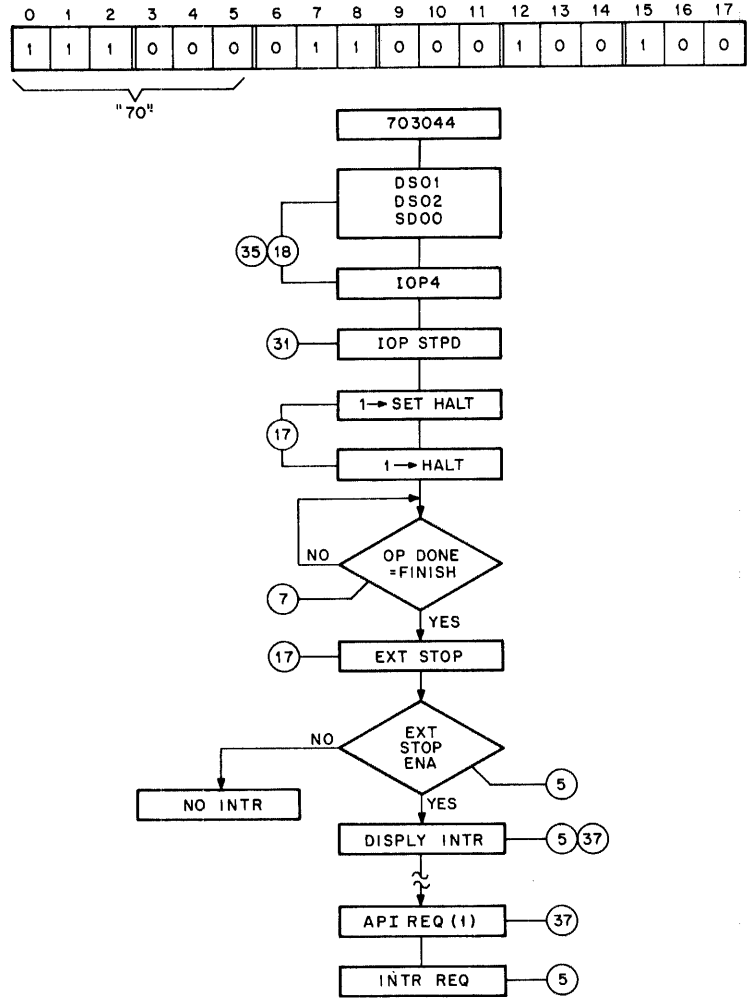 0 1 2 3 4 5 6 7 8 9 10 11 12 13 14 15 16 17
1 1 1 0 0 0 0 1 1 0 0 0 1 0 0 1 0 0
"70"
703044
DS01
DS02
SD00
35 18
IOP4
31 IOP STPD
1→ SET HALT
17
1→ HALT
NO
OP DONE
=FINISH
7
YES
17 EXT STOP
NO
EXT
STOP
ENA
5
NO INTR
YES
DISPLY INTR 5 37
API REQ (1) 37
INTR REQ 5